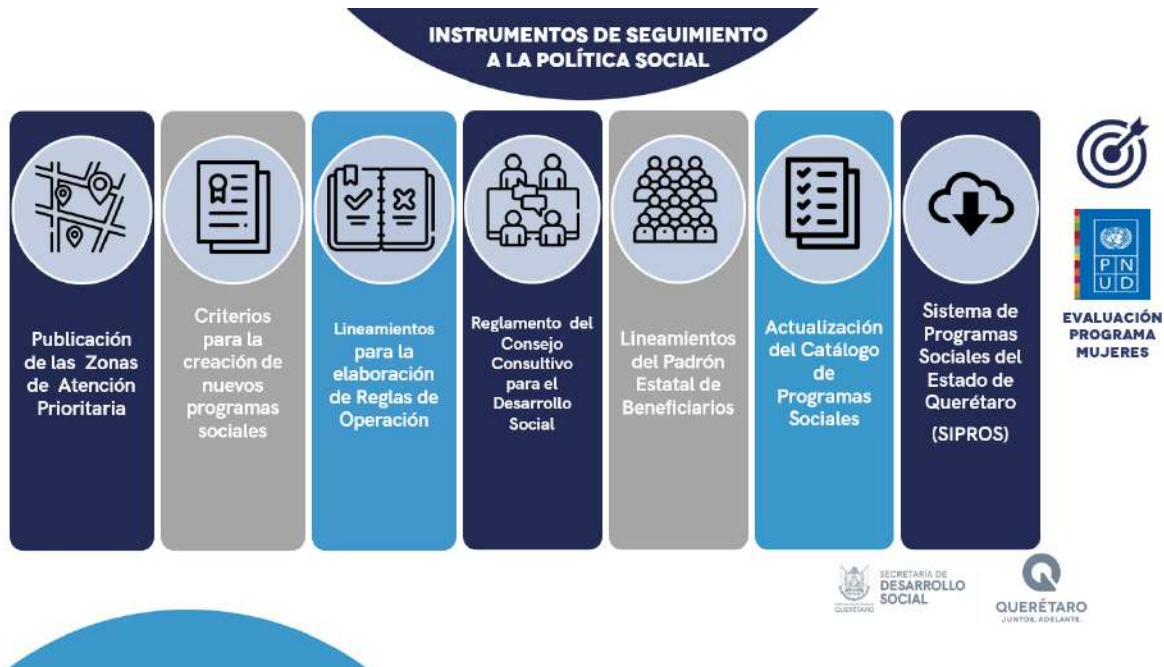 INSTRUMENTOS DE SEGUIMIENTO
A LA POLÍTICA SOCIAL
Publicación
de las Zonas
de Atención
Prioritaria
Criterios
para la
creación de
nuevos
programas
sociales
Lineamientos
para la
elaboración
de Reglas de
Operación
Reglamento del
Consejo
Consultivo
para el
Desarrollo
Social
Lineamientos
del Padrón
Estatal de
Beneficiarios
Actualización
del Catálogo
de
Programas
Sociales
Sistema de
Programas
Sociales del
Estado de
Querétaro
(SIPROS)
P N
U D
EVALUACIÓN
PROGRAMA
MUJERES
SECRETARÍA DE
DESARROLLO
SOCIAL
QUERÉTARO
QUERÉTARO
JUNTOS, ADELANTE.